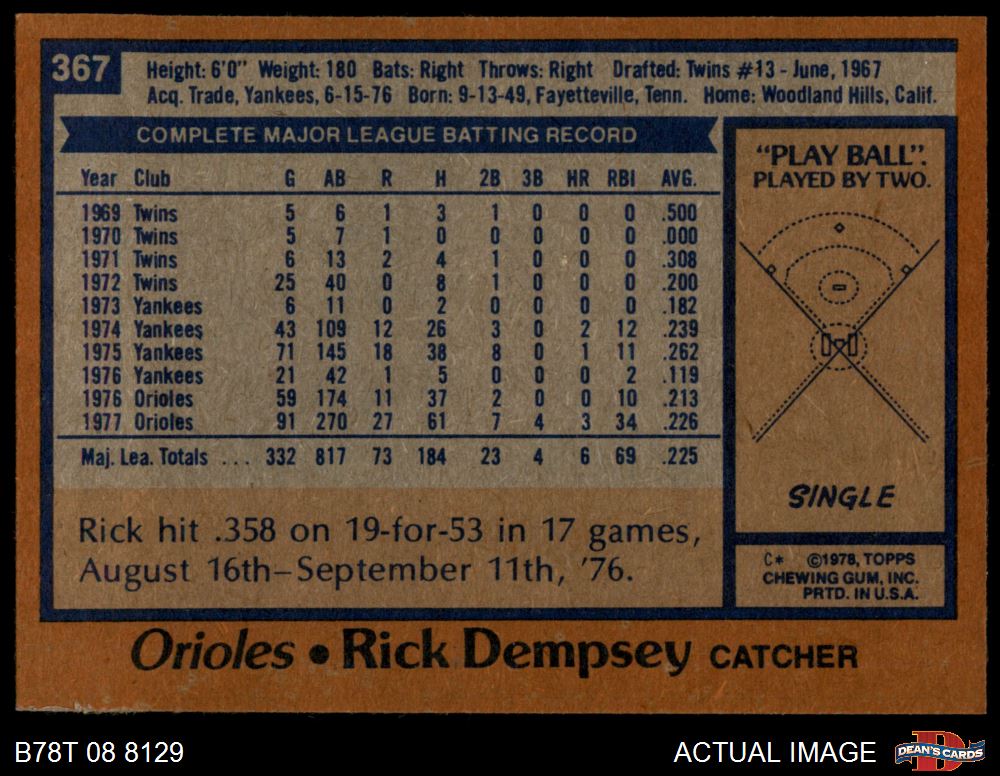 367
Height: 6'0" Weight: 180 Bats: Right Throws: Right Drafted: Twins #13 - June, 1967
Acq. Trade, Yankees, 6-15-76 Born: 9-13-49, Fayetteville, Tenn. Home: Woodland Hills, Calif.
COMPLETE MAJOR LEAGUE BATTING RECORD
Year Club G AB R H 2B 3B HR RBI AVG.
1969 Twins 5 6 1 3 1 0 0 0 .500
1970 Twins 5 7 1 0 0 0 0 0 .000
1971 Twins 6 13 2 4 1 0 0 0 .308
1972 Twins 25 40 0 8 1 0 0 0 .200
1973 Yankees 6 11 0 2 0 0 0 0 .182
1974 Yankees 43 109 12 26 3 0 2 12 .239
1975 Yankees 71 145 18 38 8 0 1 11 .262
1976 Yankees 21 42 1 5 0 0 0 2 .119
1976 Orioles 59 174 11 37 2 0 0 10 .213
1977 Orioles 91 270 27 61 7 4 3 34 .226
Maj. Lea. Totals ... 332 817 73 184 23 4 6 69 .225
Rick hit .358 on 19-for-53 in 17 games,
August 16th–September 11th, '76.
"PLAY BALL".
PLAYED BY TWO.
SINGLE
C* ©1978, TOPPS
CHEWING GUM, INC.
PRTD. IN U.S.A.
Orioles • Rick Dempsey CATCHER
B78T 08 8129
ACTUAL IMAGE
DEAN'S CARDS